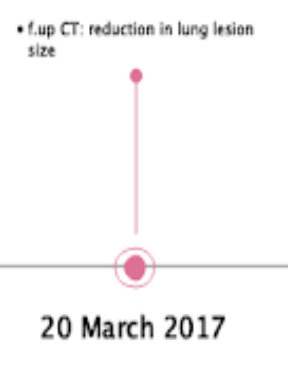 • f.up CT: reduction in lung lesion
size
20 March 2017